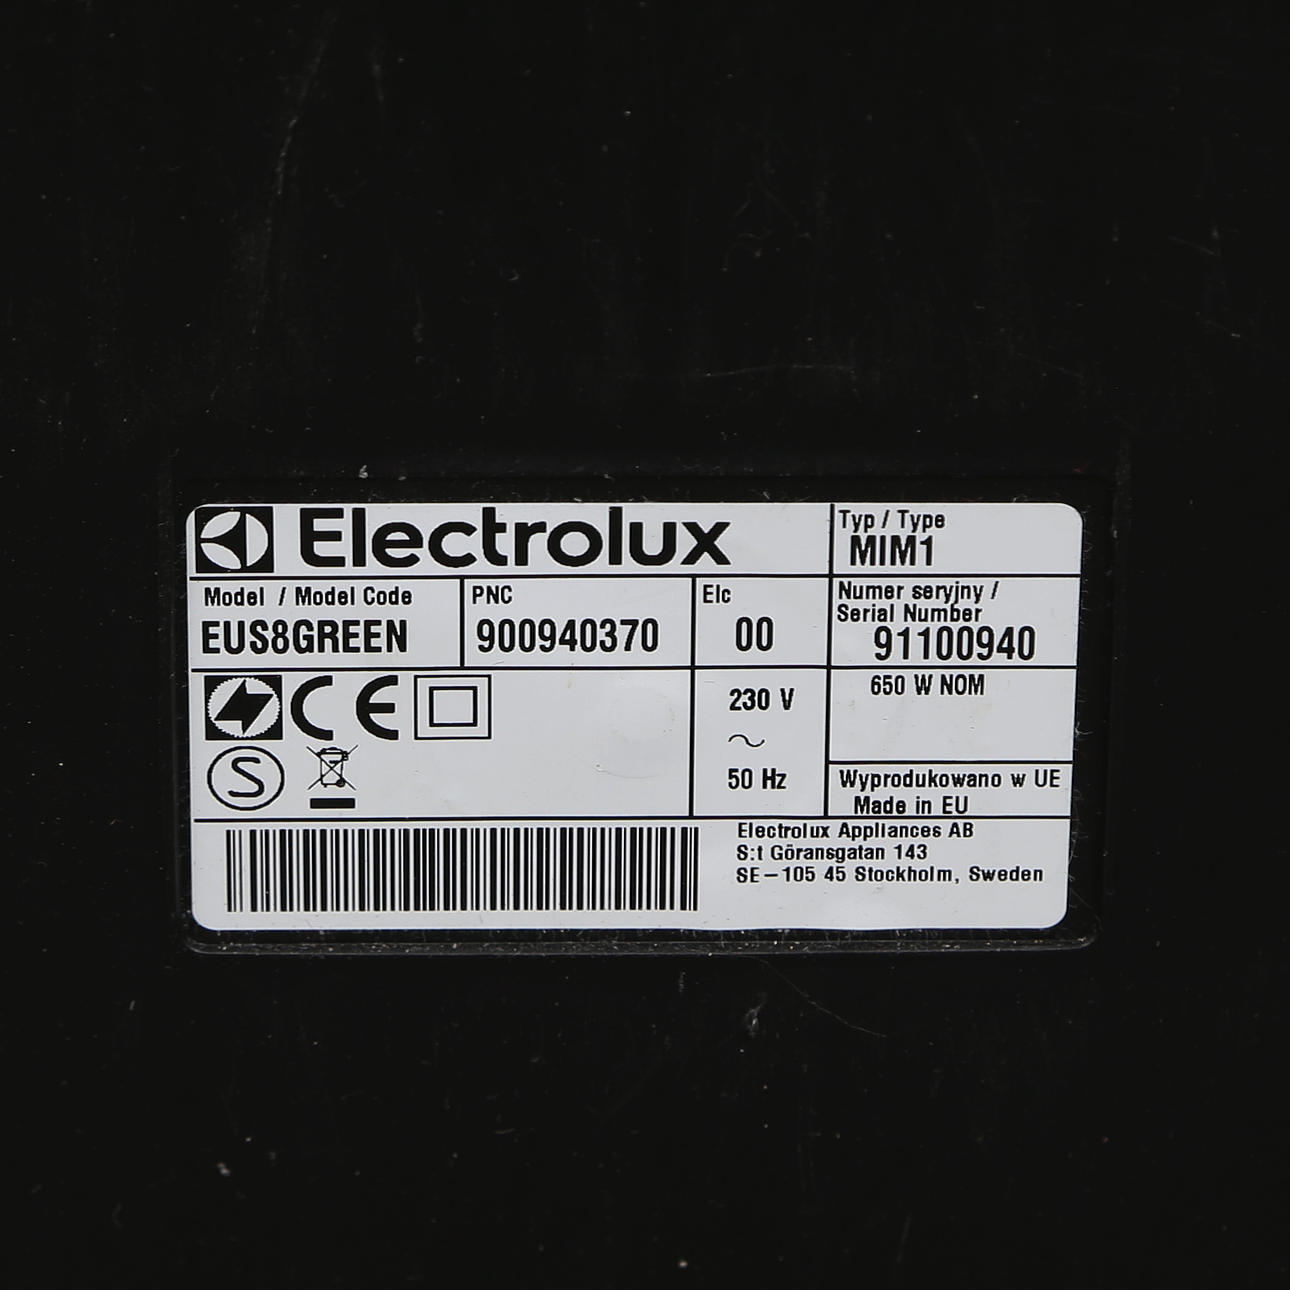 Electrolux
Typ / Type
MIM1
Model / Model Code
EUS8GREEN
PNC
900940370
Elc
00
Numer seryjny /
Serial Number
91100940
CE
S
230 V
~
50 Hz
650 W NOM
Wyprodukowano w UE
Made in EU
Electrolux Appliances AB
S:t Göransgatan 143
SE-105 45 Stockholm, Sweden